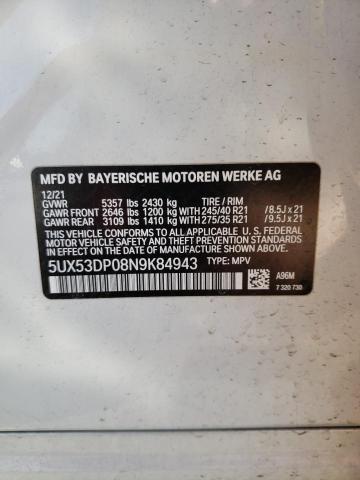 MFD BY BAYERISCHE MOTOREN WERKE AG
12/21
GVWR 5357 lbs 2430 kg TIRE / RIM
GAWR FRONT 2646 lbs 1200 kg WITH 245/40 R21 /8.5J x 21
GAWR REAR 3109 lbs 1410 kg WITH 275/35 R21 /9.5J x 21
THIS VEHICLE CONFORMS TO ALL APPLICABLE FEDERAL MOTOR VEHICLE SAFETY, BUMPER, AND THEFT PREVENTION STANDARDS IN EFFECT ON THE DATE OF MANUFACTURE SHOWN ABOVE.
5UX53DP08N9K84943 TYPE: MPV
A96M
7 320 730